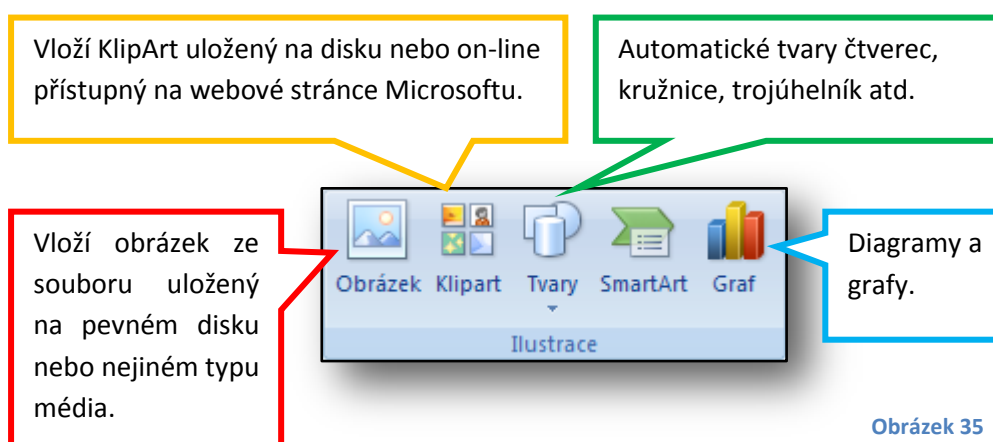 Vloží KlipArt uložený na disku nebo on-line
přístupný na webové stránce Microsoftu.
Automatické tvary čtverec,
kružnice, trojúhelník atd.
Vloží obrázek ze
souboru uložený
na pevném disku
nebo nejiném typu
média.
Obrázek Klipart Tvary SmartArt Graf
Ilustrace
Diagramy a
grafy.
Obrázek 35